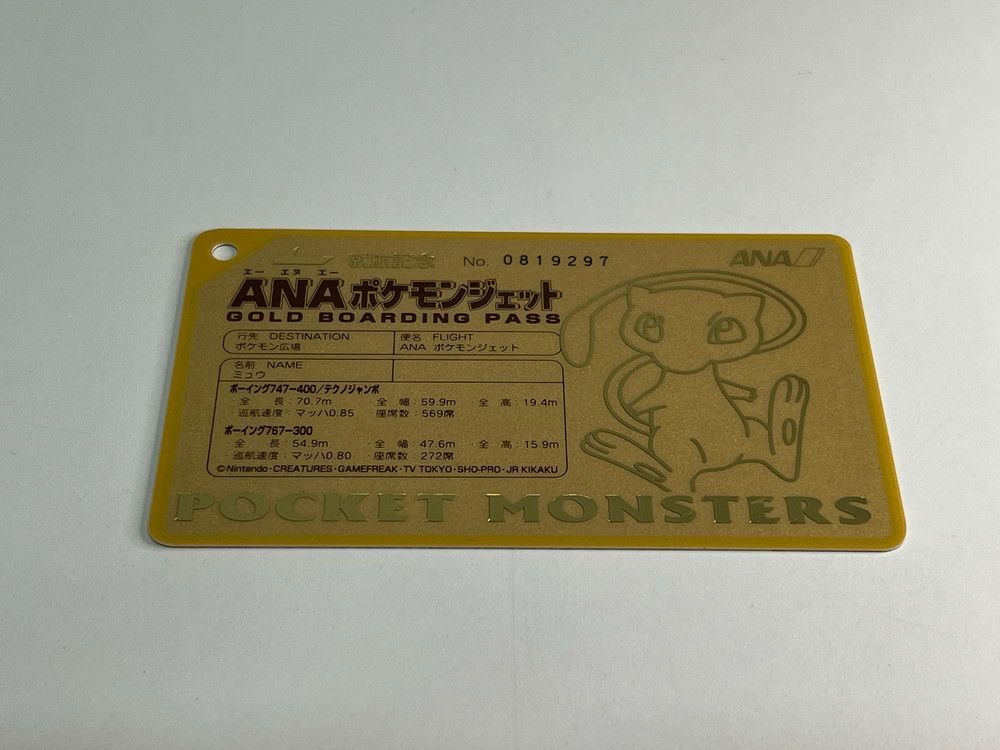 就航記念 No. 0819297 ANA
エー エヌ エー
ANAポケモンジェット
GOLD BOARDING PASS
行先 DESTINATION 便名 FLIGHT
ポケモン広場 ANA ポケモンジェット
名前 NAME
ミュウ
ボーイング747-400/テクノジャンボ
・全 長:70.7m ・全 幅:59.9m ・全 高:19.4m
・巡航速度:マッハ0.85 ・座席数:569席
ボーイング767-300
・全 長:54.9m ・全 幅:47.6m ・全 高:15.9m
・巡航速度:マッハ0.80 ・座席数:272席
©Nintendo・CREATURES・GAMEFREAK・TV TOKYO・SHO-PRO・JR KIKAKU
POCKET MONSTERS